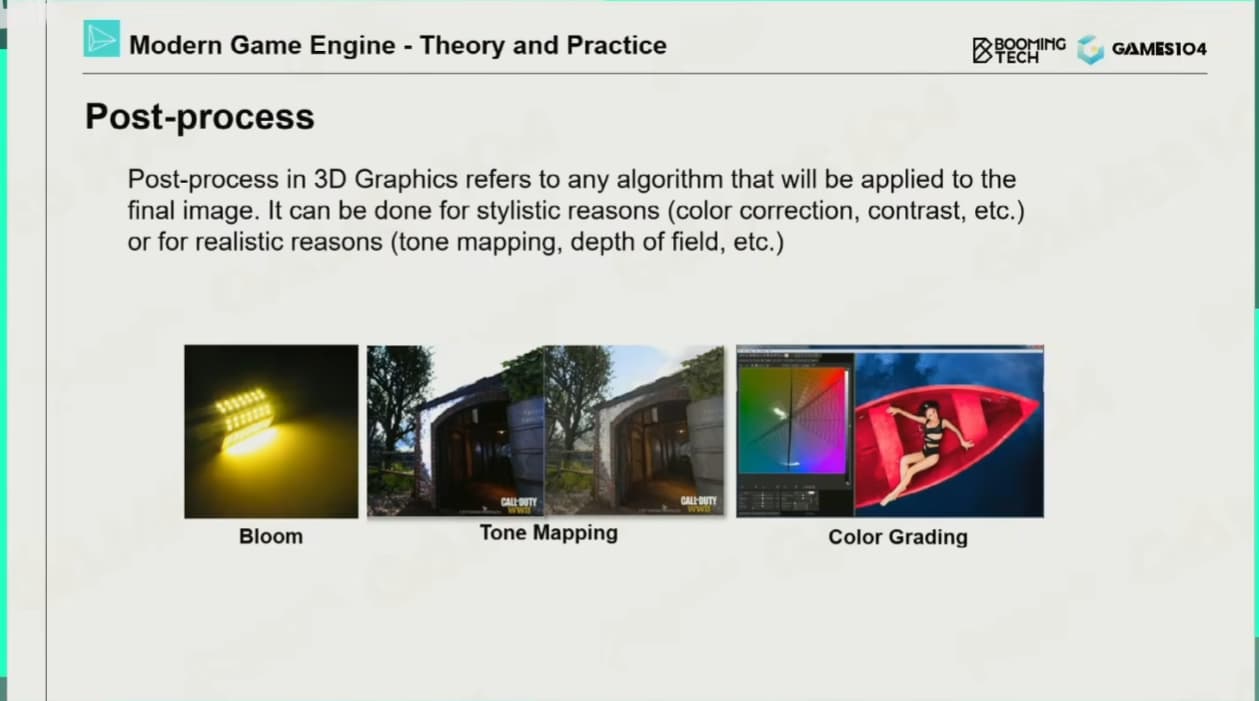 Modern Game Engine - Theory and Practice
BOOMING
TECH
GAMES104
Post-process
Post-process in 3D Graphics refers to any algorithm that will be applied to the
final image. It can be done for stylistic reasons (color correction, contrast, etc.)
or for realistic reasons (tone mapping, depth of field, etc.)
CALL·DUTY
WWII
CALL·DUTY
WWII
Bloom
Tone Mapping
Color Grading